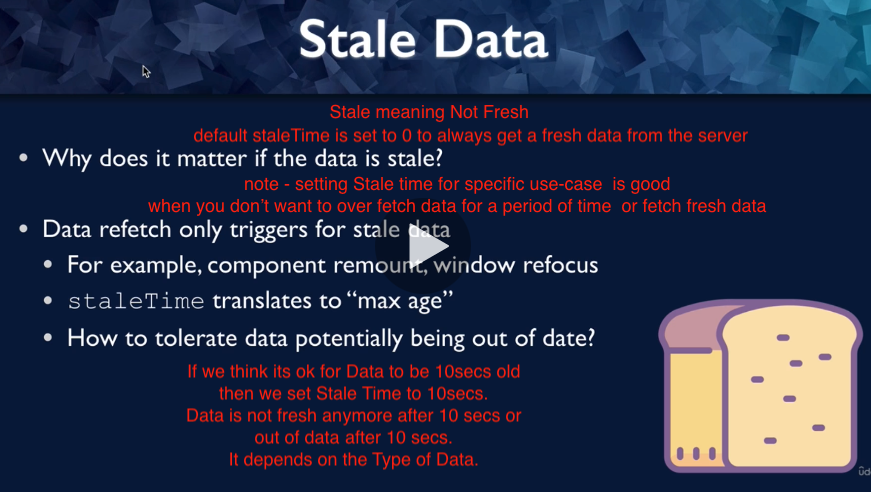 Stale Data
Stale meaning Not Fresh
default staleTime is set to 0 to always get a fresh data from the server
• Why does it matter if the data is stale?
note - setting Stale time for specific use-case is good
when you don't want to over fetch data for a period of time or fetch fresh data
• Data refetch only triggers for stale data
• For example, component remount, window refocus
• staleTime translates to “max age”
• How to tolerate data potentially being out of date?
If we think its ok for Data to be 10secs old
then we set Stale Time to 10secs.
Data is not fresh anymore after 10 secs or
out of data after 10 secs.
It depends on the Type of Data.